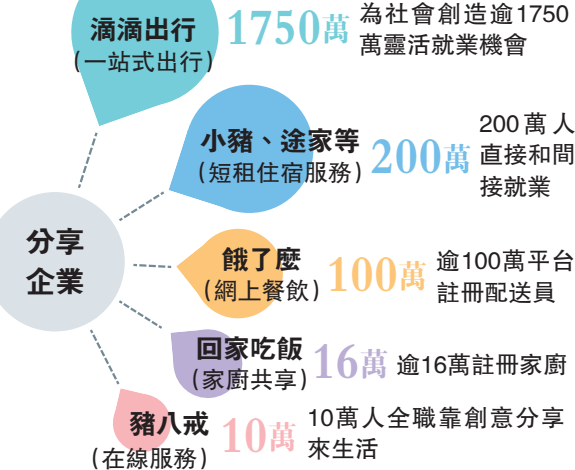 滴滴出行
(一站式出行)
1750萬
為社會創造逾1750
萬靈活就業機會
小豬、途家等
(短租住宿服務)
200萬
200萬人
直接和間
接就業
分享
企業
餓了麼
(網上餐飲)
100萬
逾100萬平台
註冊配送員
回家吃飯
(家廚共享)
16萬
逾16萬註冊家廚
豬八戒
(在線服務)
10萬
10萬人全職靠創意分享
來生活